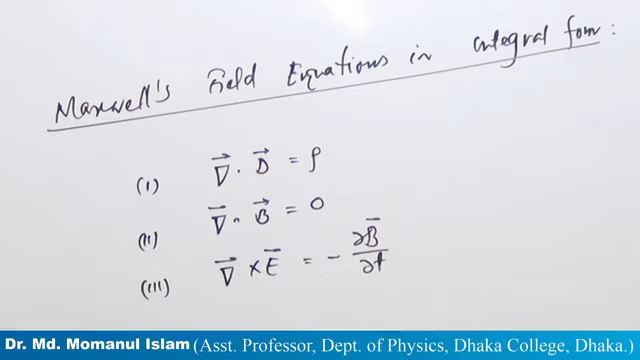 Maxwell's Field Equations in integral form:
(I) ∇⃗ · D⃗ = ρ
(II) ∇⃗ · B⃗ = 0
(III) ∇⃗ × E⃗ = - ∂B⃗/∂t
Dr. Md. Momanul Islam (Asst. Professor, Dept. of Physics, Dhaka College, Dhaka.)